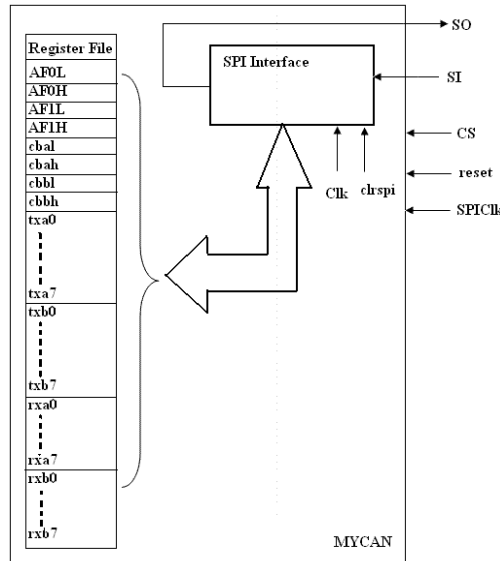 Register File
AF0L
AF0H
AF1L
AF1H
cbal
cbah
cbbl
cbbh
txa0
txa7
txb0
txb7
rxa0
rxa7
rxb0
rxb7
SPI Interface
Clk
clrspi
SO
SI
CS
reset
SPIClk
MYCAN